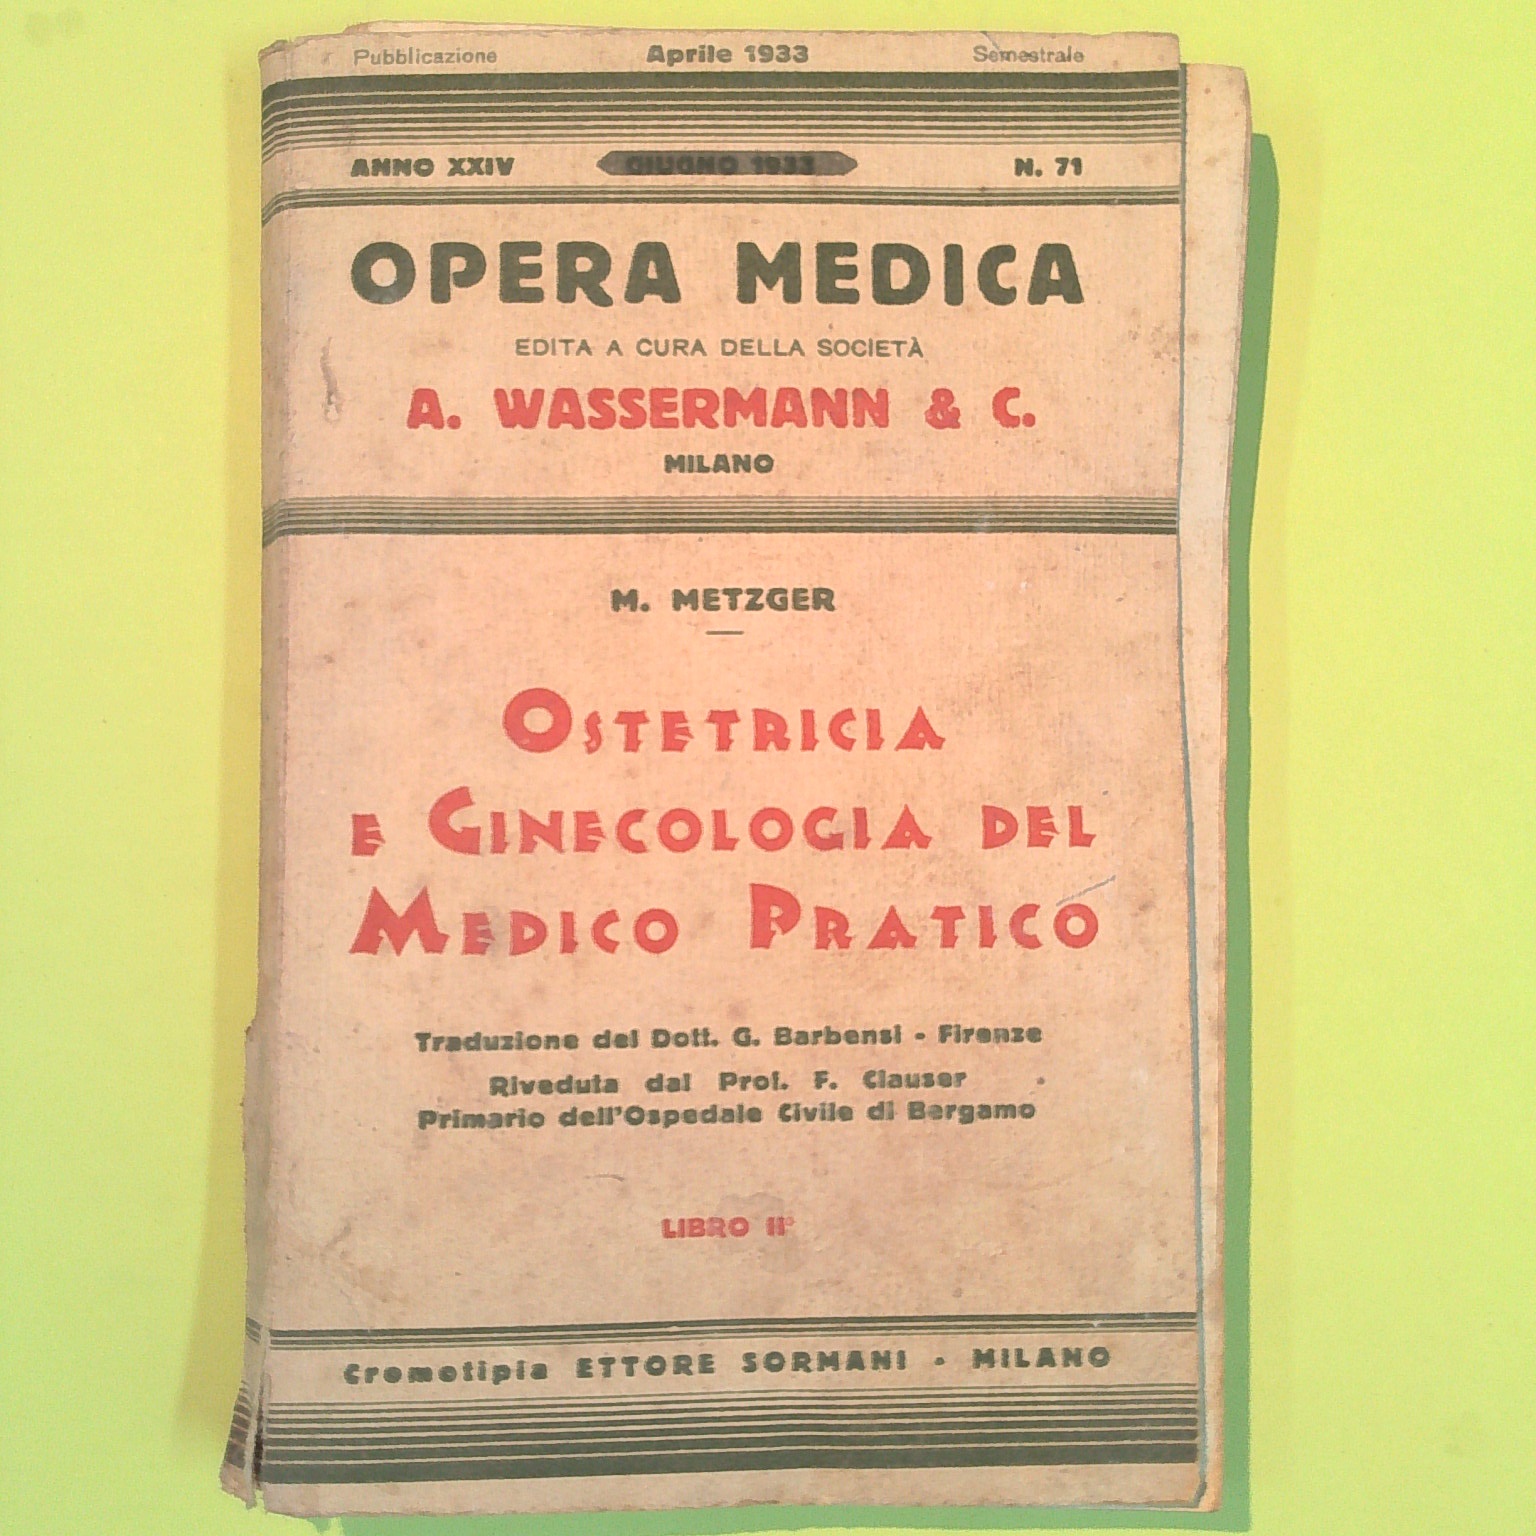 Pubblicazione Aprile 1933 Semestrale
ANNO XXIV GIUGNO 1933 N. 71
OPERA MEDICA
EDITA A CURA DELLA SOCIETÀ
A. WASSERMANN & C.
MILANO
M. METZGER
OSTETRICIA
E GINECOLOGIA DEL
MEDICO PRATICO
Traduzione del Dott. G. Barbensi - Firenze
Riveduta dal Prof. F. Clauser
Primario dell'Ospedale Civile di Bergamo
LIBRO II°
Cromotipia ETTORE SORMANI - MILANO